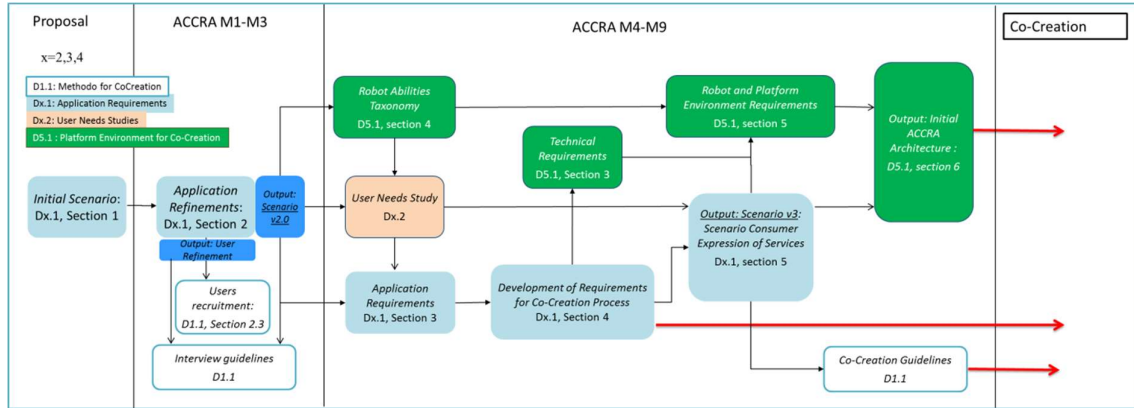 Proposal
ACCRA M1-M3
ACCRA M4-M9
Co-Creation
x=2,3,4
D1.1: Methodo for CoCreation
Dx.1: Application Requirements
Dx.2: User Needs Studies
D5.1 : Platform Environment for Co-Creation
Robot Abilities
Taxonomy
D5.1, section 4
Robot and Platform
Environment Requirements
D5.1, section 5
Output: Initial
ACCRA
Architecture :
D5.1, section 6
Technical
Requirements
D5.1, Section 3
Initial Scenario:
Dx.1, Section 1
Application
Refinements:
Dx.1, Section 2
Output:
Scenario
v2.0
Output: User
Refinement
User Needs Study
Dx.2
Output: Scenario v3:
Scenario Consumer
Expression of Services
Dx.1, section 5
Users
recruitment:
D1.1, Section 2.3
Application
Requirements
Dx.1, Section 3
Development of Requirements
for Co-Creation Process
Dx.1, Section 4
Interview guidelines
D1.1
Co-Creation Guidelines
D1.1